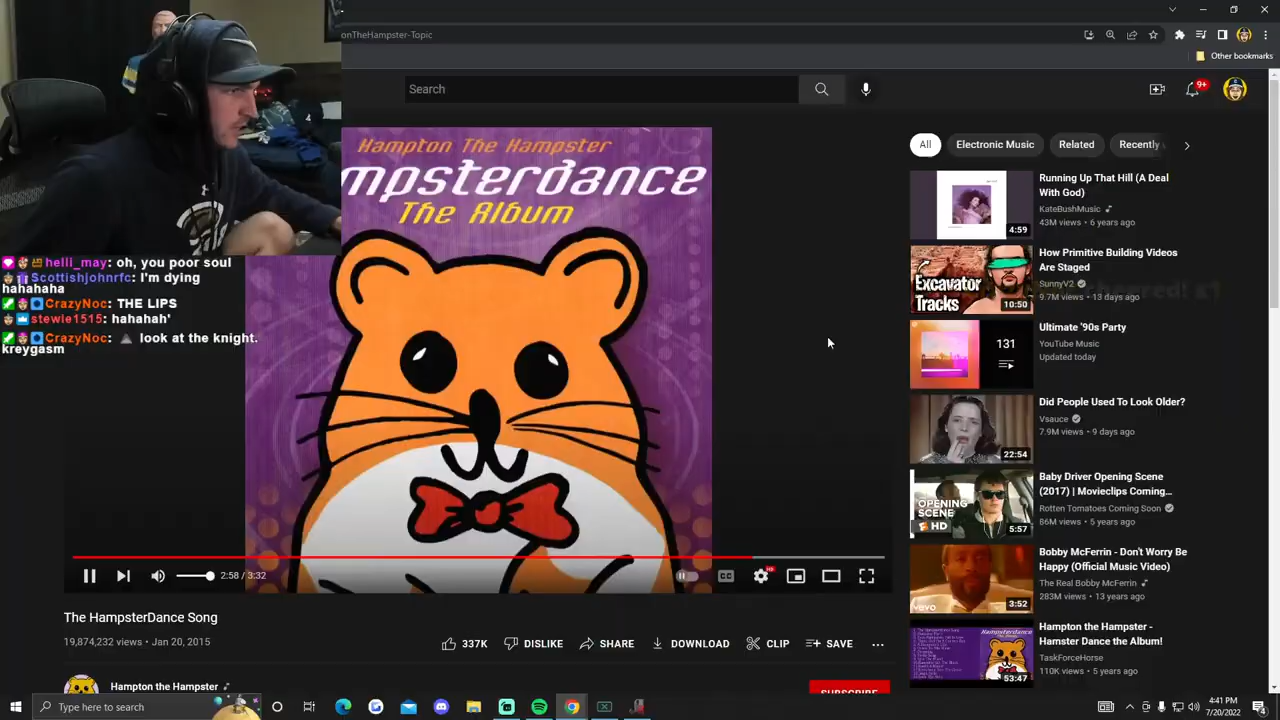 onTheHampster-Topic
Other bookmarks
Search
9+
Hampton The Hampster
mpsterdance
The Album
helli_may: oh, you poor soul
Scottishjohnrfc: I'm dying
hahahaha
CrazyNoc: THE LIPS
stewie1515: hahahah'
CrazyNoc: look at the knight.
kreygasm
2:58 / 3:32
CC
HD
The HampsterDance Song
19,874,232 views • Jan 20, 2015
337K
DISLIKE
SHARE
DOWNLOAD
CLIP
SAVE
Hampton the Hampster
SUBSCRIBE
All
Electronic Music
Related
Recently
4:59
Running Up That Hill (A Deal
With God)
KateBushMusic
43M views • 6 years ago
Excavator
Tracks
10:50
How Primitive Building Videos
Are Staged
SunnyV2
9.7M views • 13 days ago
131
Ultimate '90s Party
YouTube Music
Updated today
22:54
Did People Used To Look Older?
Vsauce
7.9M views • 9 days ago
OPENING
SCENE
HD
5:57
Baby Driver Opening Scene
(2017) | Movieclips Coming...
Rotten Tomatoes Coming Soon
86M views • 5 years ago
vevo
3:52
Bobby McFerrin - Don't Worry Be
Happy (Official Music Video)
The Real Bobby McFerrin
283M views • 13 years ago
Hampsterdance
53:47
Hampton the Hampster -
Hamster Dance the Album!
TaskForceHorse
110K views • 5 years ago
Type here to search
4:41 PM
7/20/2022